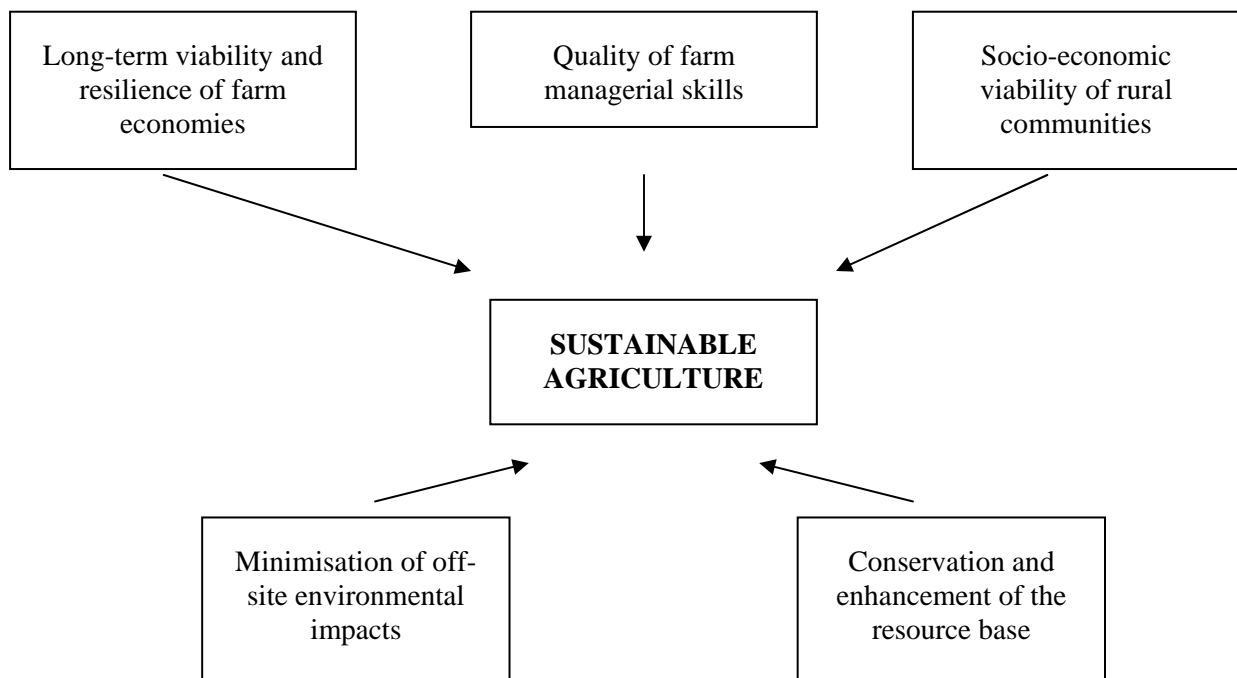 Long-term viability and
resilience of farm
economies
Quality of farm
managerial skills
Socio-economic
viability of rural
communities
SUSTAINABLE
AGRICULTURE
Minimisation of off-
site environmental
impacts
Conservation and
enhancement of the
resource base